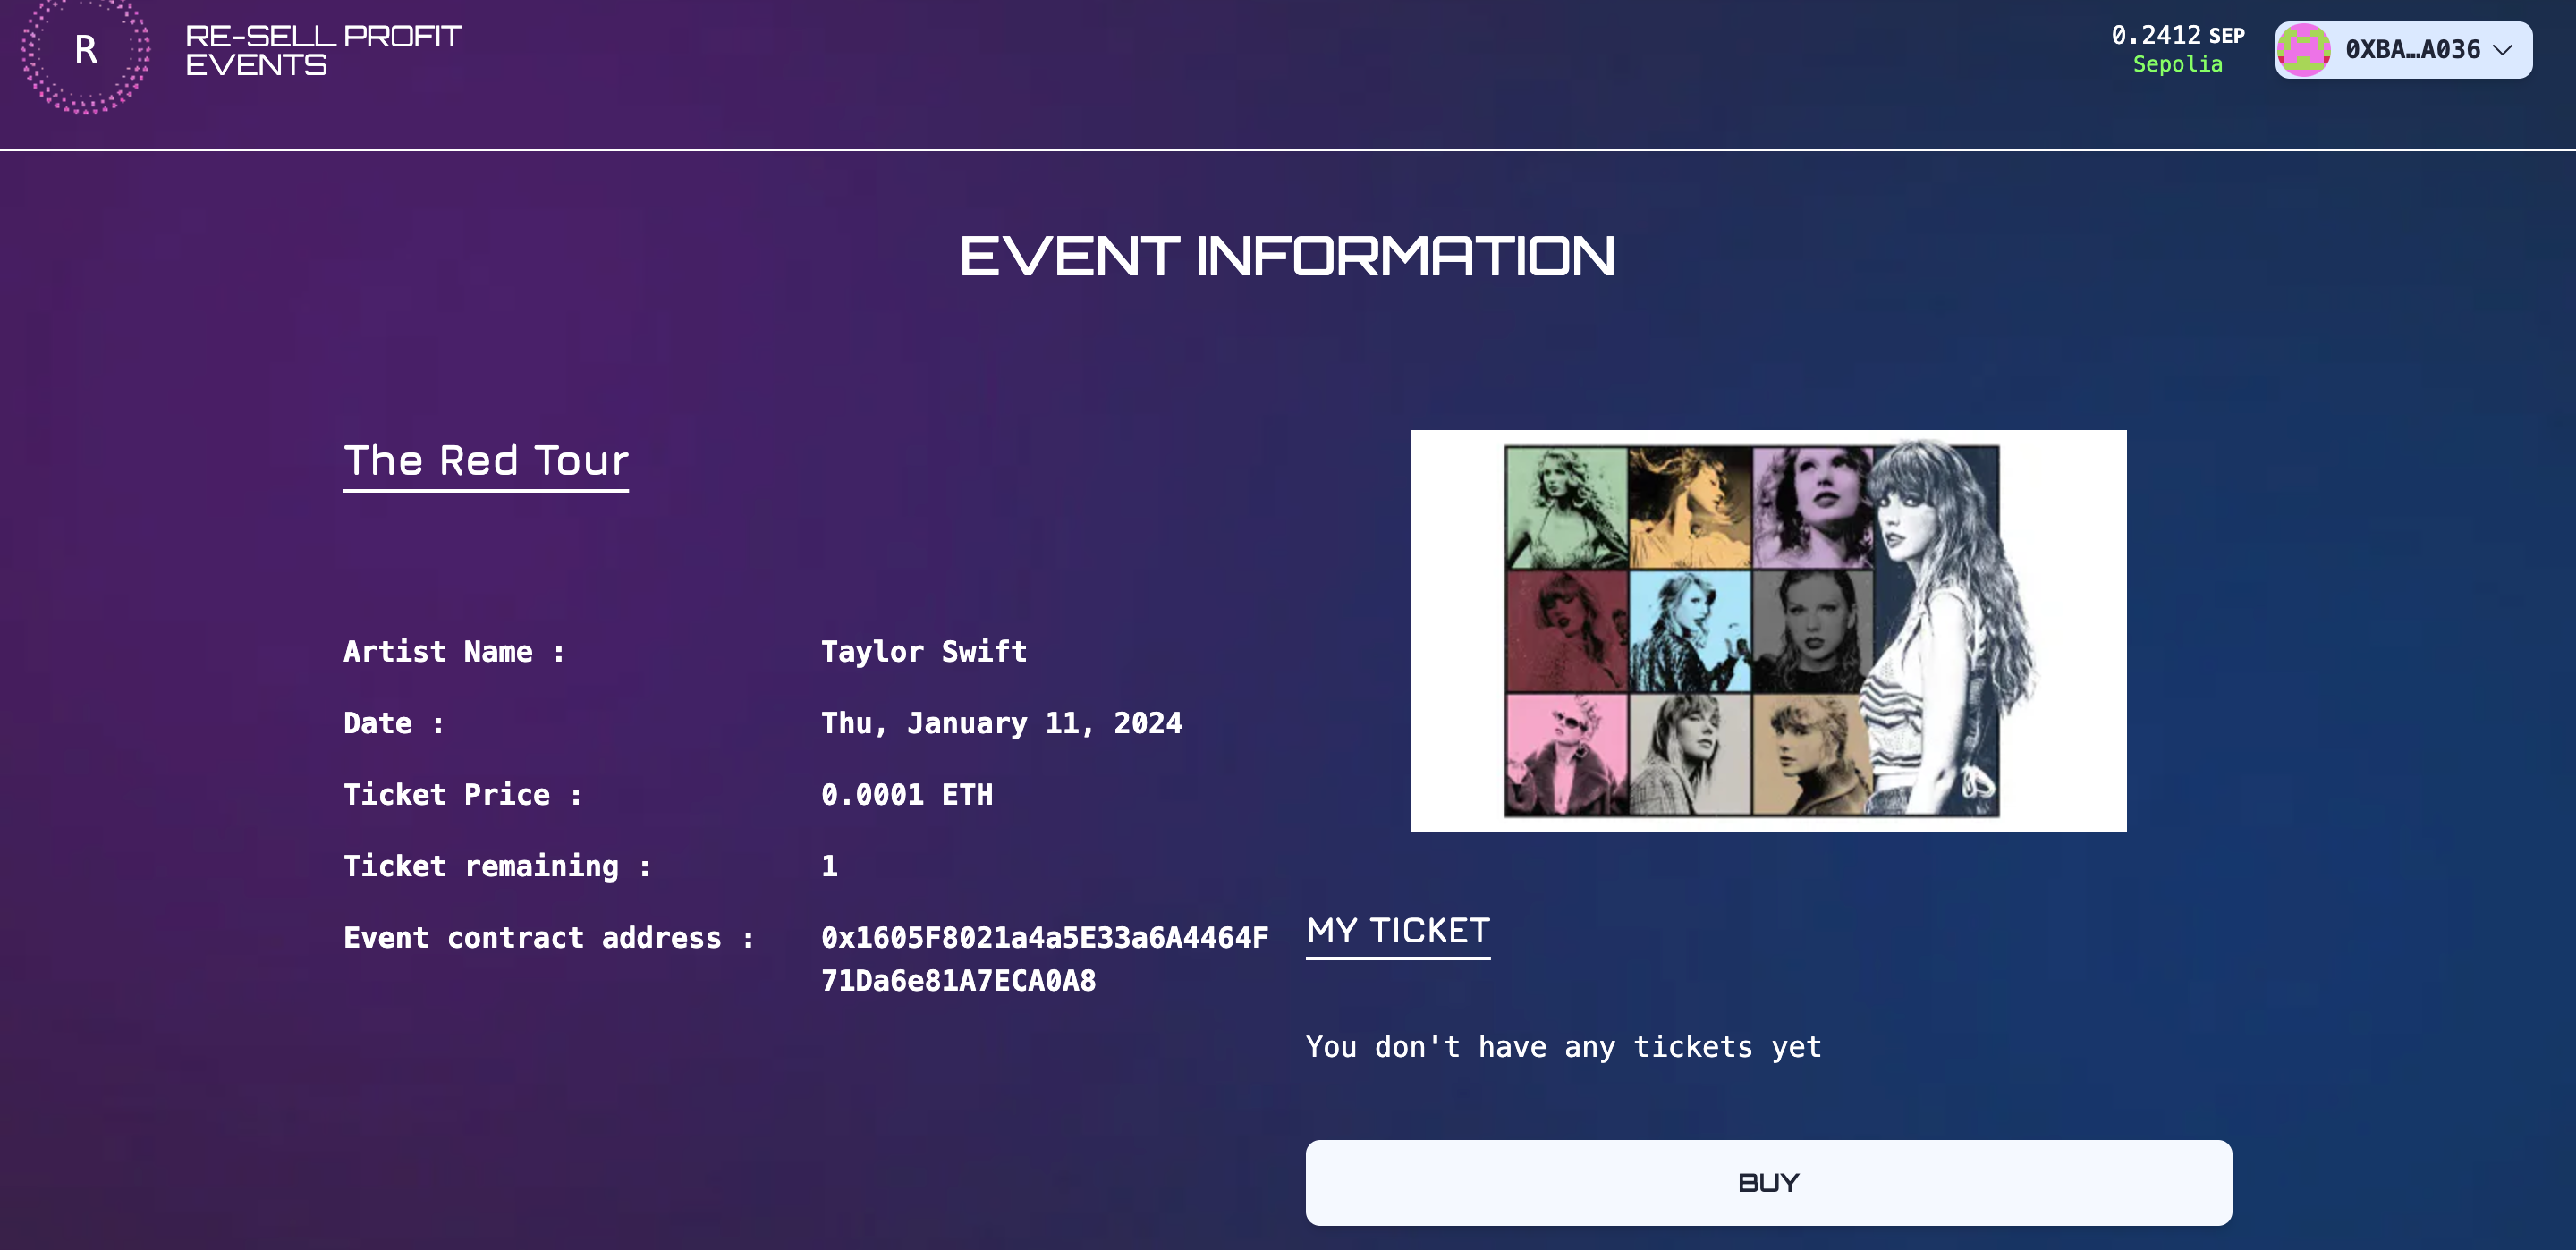 R
RE-SELL PROFIT
EVENTS
0.2412 SEP
Sepolia
0XBA…A036
EVENT INFORMATION
The Red Tour
Artist Name : Taylor Swift
Date : Thu, January 11, 2024
Ticket Price : 0.0001 ETH
Ticket remaining : 1
Event contract address : 0x1605F8021a4a5E33a6A4464F
71Da6e81A7ECA0A8
MY TICKET
You don't have any tickets yet
BUY